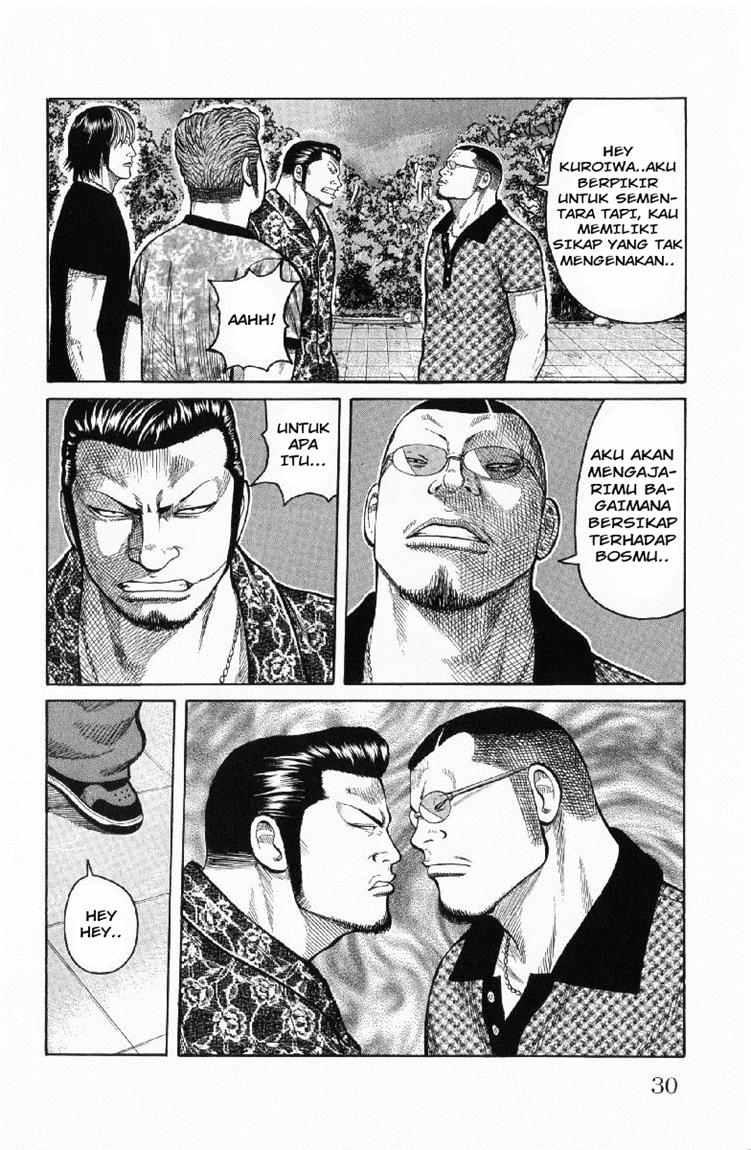 HEY
KUROIWA..AKU
BERPIKIR
UNTUK SEMEN-
TARA TAPI, KAU
MEMILIKI
SIKAP YANG TAK
MENGENAKAN..
AAHH!
UNTUK
APA
ITU...
AKU AKAN
MENGAJA-
RIMU BA-
GAIMANA
BERSIKAP
TERHADAP
BOSMU..
HEY
HEY..
30